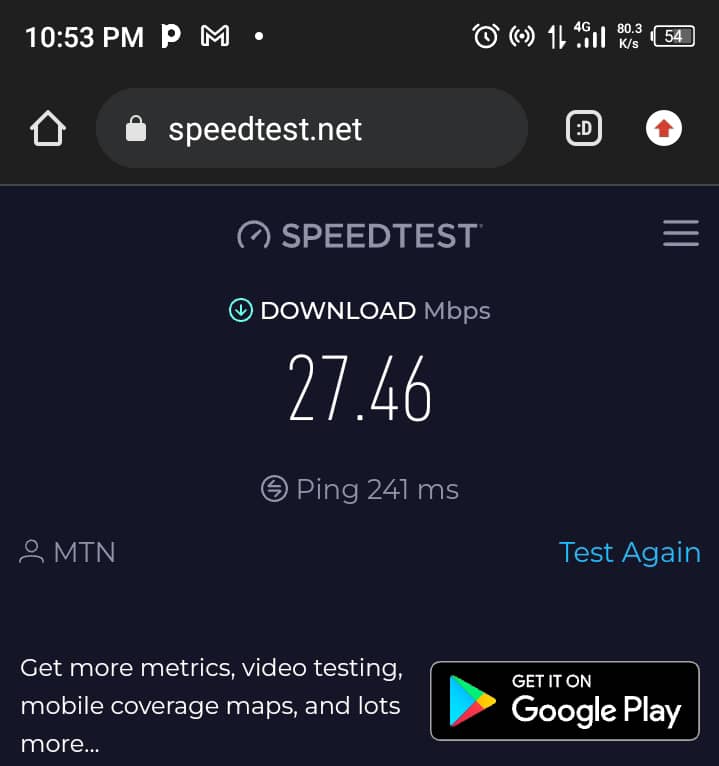 10:53 PM
4G
80.3
K/s
54
speedtest.net
:D
SPEEDTEST
DOWNLOAD Mbps
27.46
Ping 241 ms
MTN
Test Again
Get more metrics, video testing,
mobile coverage maps, and lots
more...
GET IT ON
Google Play